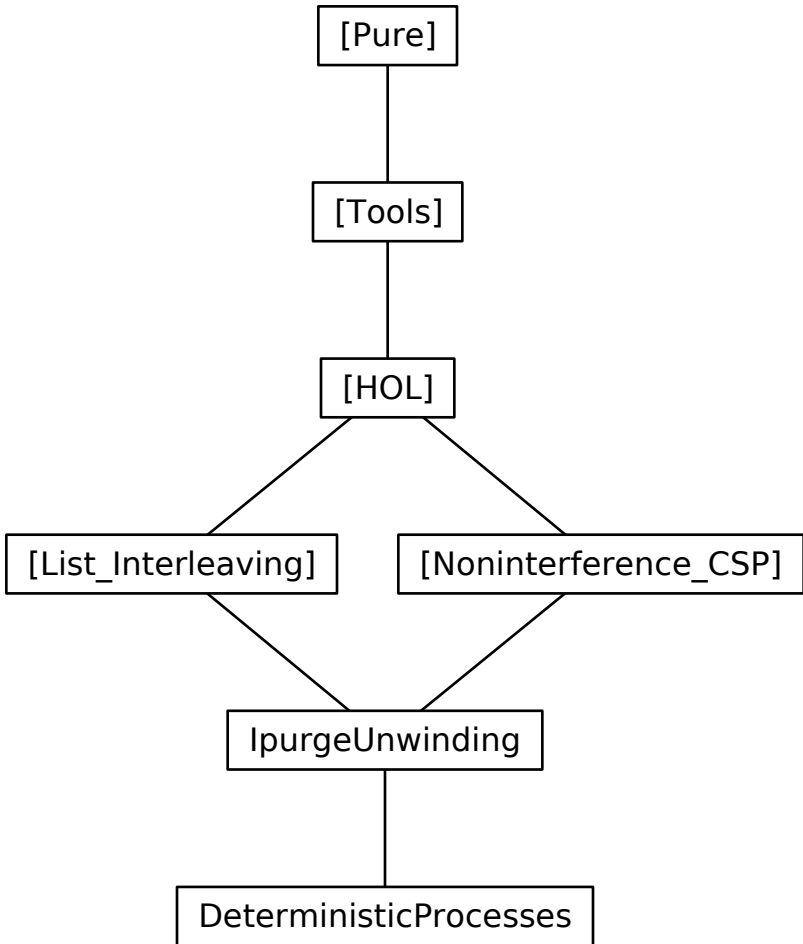 [Pure]
[Tools]
[HOL]
[List_Interleaving]
[Noninterference_CSP]
IpurgeUnwinding
DeterministicProcesses